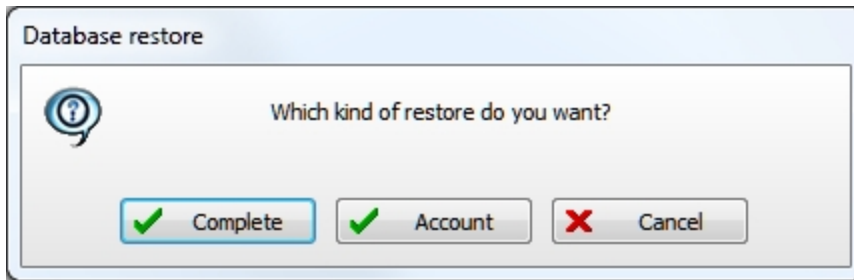 Database restore
Which kind of restore do you want?
Complete
Account
Cancel